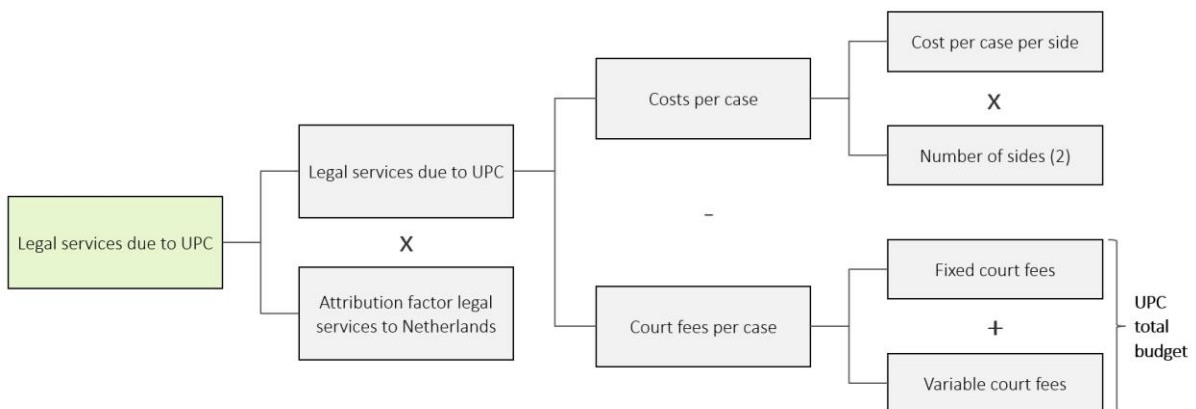 Legal services due to UPC
Legal services due to UPC
X
Attribution factor legal
services to Netherlands
Costs per case
-
Court fees per case
Cost per case per side
X
Number of sides (2)
Fixed court fees
+
Variable court fees
UPC
total
budget